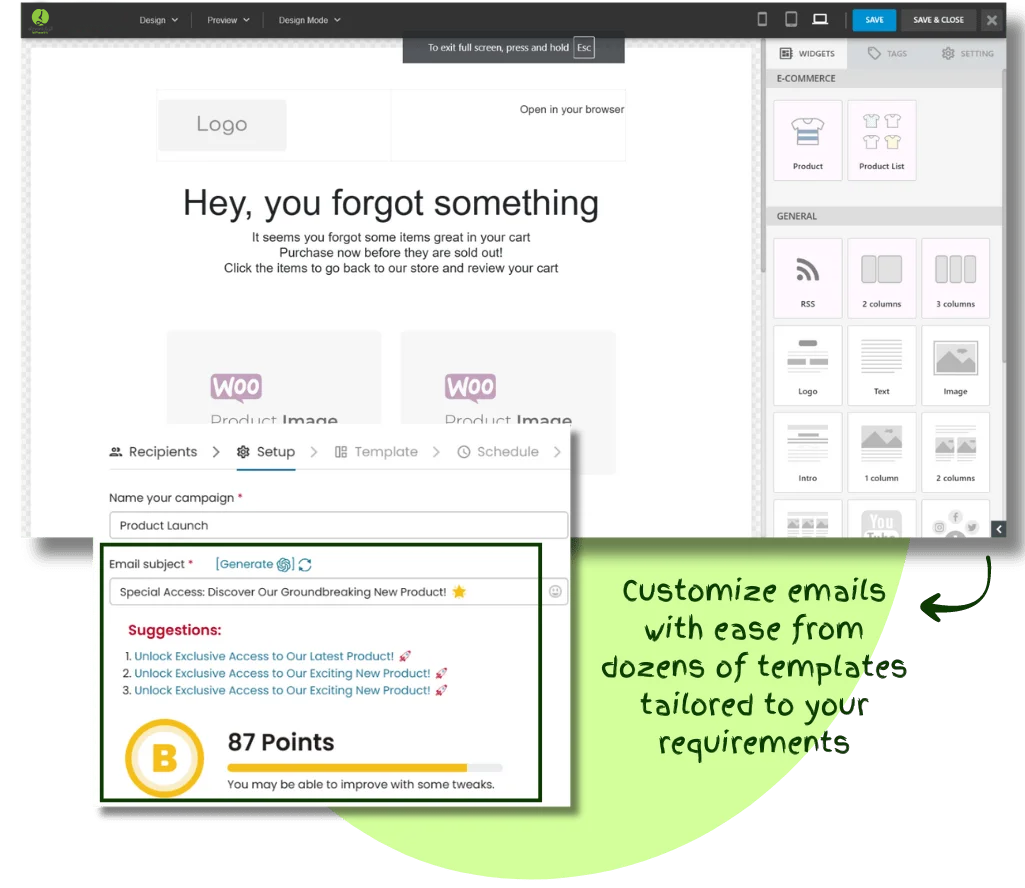 Design
Preview
Design Mode
SAVE
SAVE & CLOSE
To exit full screen, press and hold Esc
WIDGETS
TAGS
SETTING
E-COMMERCE
Product
Product List
GENERAL
RSS
2 columns
3 columns
Logo
Text
Image
Intro
1 column
2 columns
You
Tube
Logo
Open in your browser
Hey, you forgot something
It seems you forgot some items great in your cart
Purchase now before they are sold out!
Click the items to go back to our store and review your cart
WOO
Product Image
WOO
Product Image
Recipients
Setup
Template
Schedule
Name your campaign *
Product Launch
Email subject * [Generate]
Special Access: Discover Our Groundbreaking New Product! ⭐
Suggestions:
1. Unlock Exclusive Access to Our Latest Product! 🚀
2. Unlock Exclusive Access to Our Exciting New Product! 🚀
3. Unlock Exclusive Access to Our Exciting New Product! 🚀
B
87 Points
You may be able to improve with some tweaks.
Customize emails
with ease from
dozens of templates
tailored to your
requirements